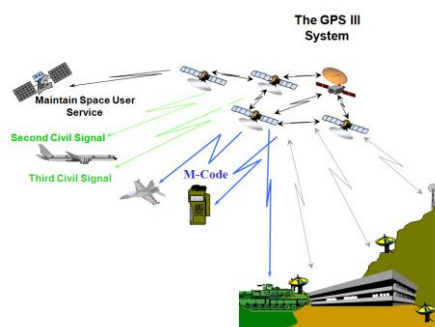 The GPS III
System
Maintain Space User
Service
Second Civil Signal
Third Civil Signal
M-Code